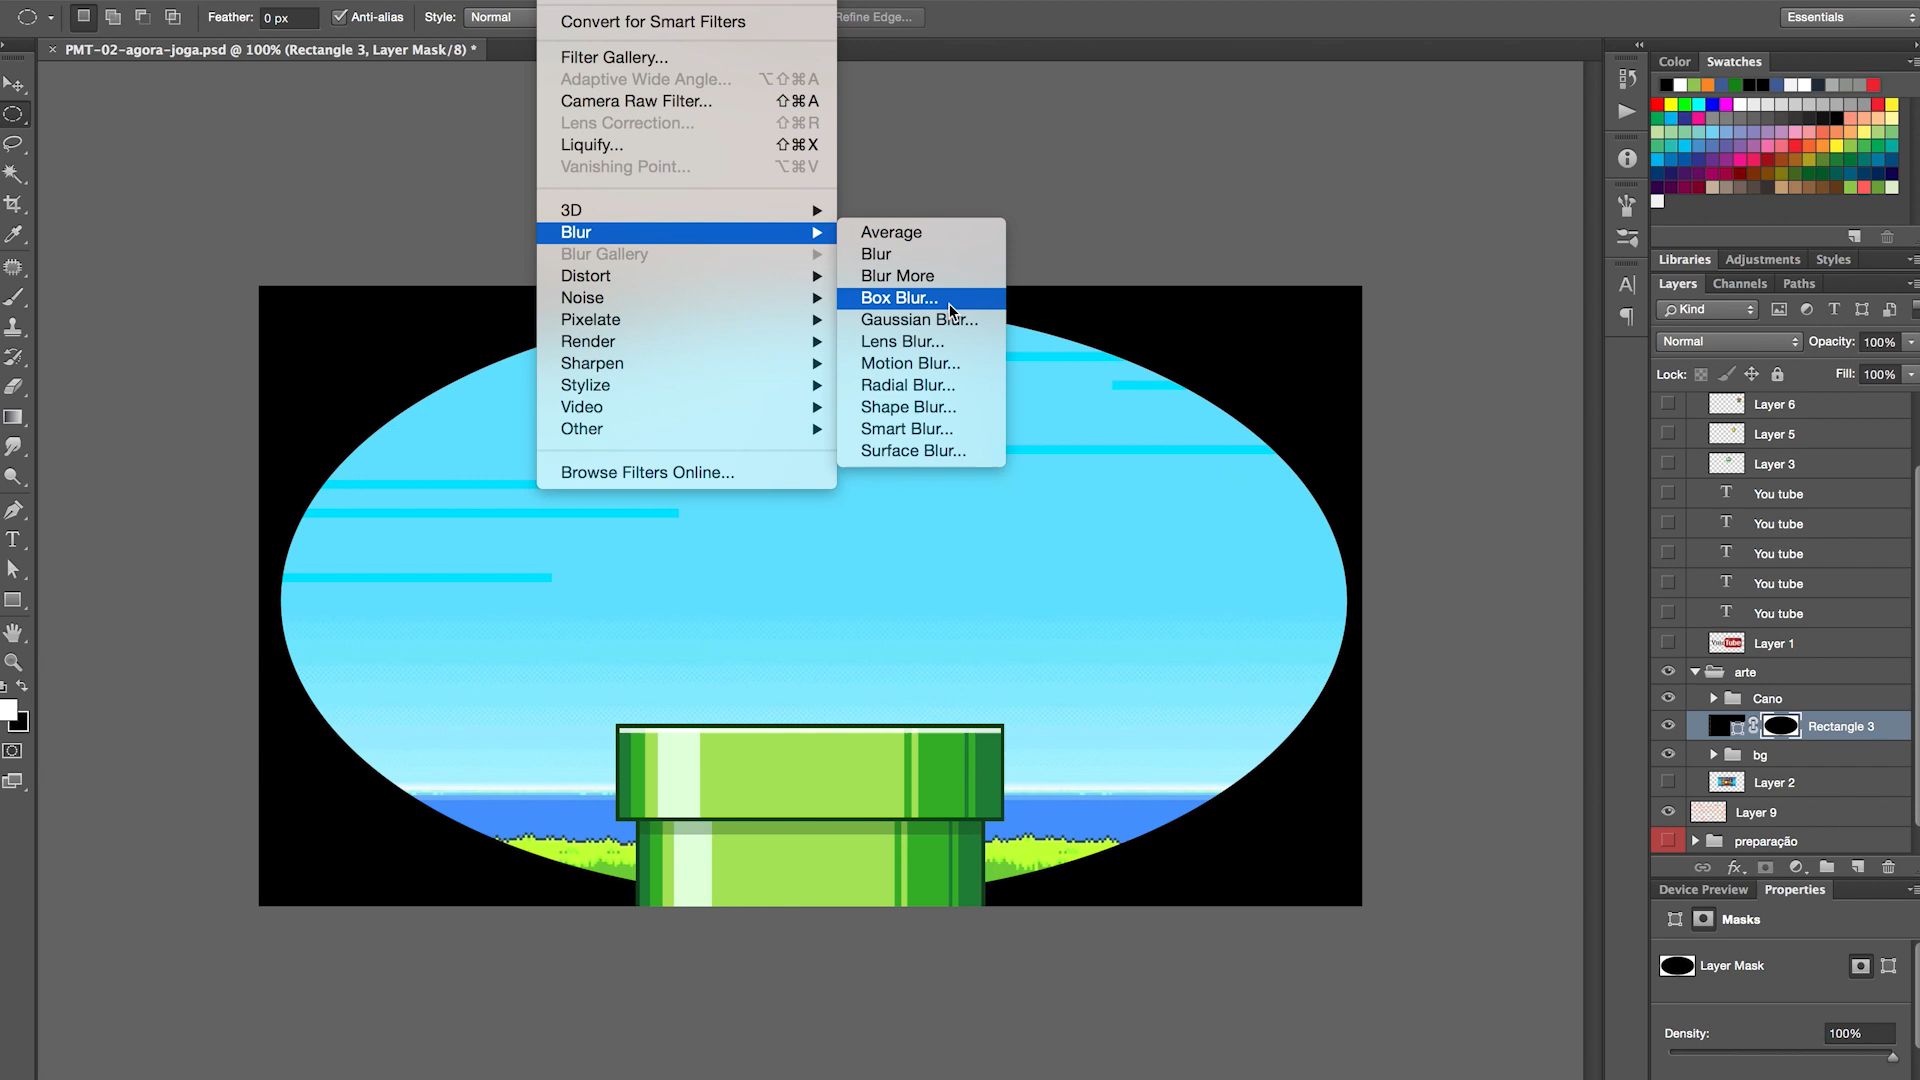 Feather: 0 px Anti-alias Style: Normal Refine Edge... Essentials
× PMT-02-agora-joga.psd @ 100% (Rectangle 3, Layer Mask/8) *
Convert for Smart Filters
Filter Gallery...
Adaptive Wide Angle... ⌥⇧⌘A
Camera Raw Filter... ⇧⌘A
Lens Correction... ⇧⌘R
Liquify... ⇧⌘X
Vanishing Point... ⌥⌘V
3D
Blur
Blur Gallery
Distort
Noise
Pixelate
Render
Sharpen
Stylize
Video
Other
Browse Filters Online...
Average
Blur
Blur More
Box Blur...
Gaussian Blur...
Lens Blur...
Motion Blur...
Radial Blur...
Shape Blur...
Smart Blur...
Surface Blur...
Color Swatches
Libraries Adjustments Styles
Layers Channels Paths
Kind
Normal Opacity: 100%
Lock: Fill: 100%
Layer 6
Layer 5
Layer 3
You tube
You tube
You tube
You tube
You tube
Layer 1
arte
Cano
Rectangle 3
bg
Layer 2
Layer 9
preparação
Device Preview Properties
Masks
Layer Mask
Density: 100%